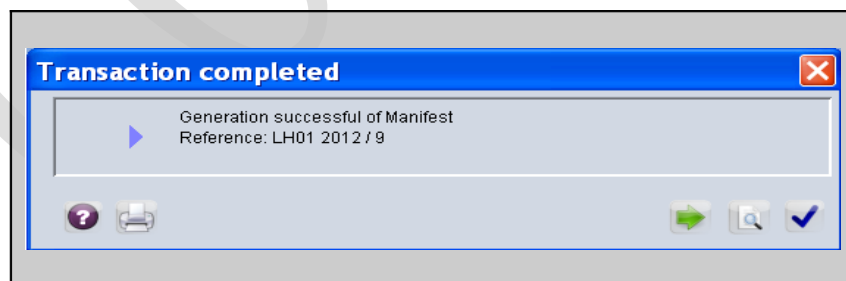 Transaction completed
Generation successful of Manifest
Reference: LH01 2012 / 9